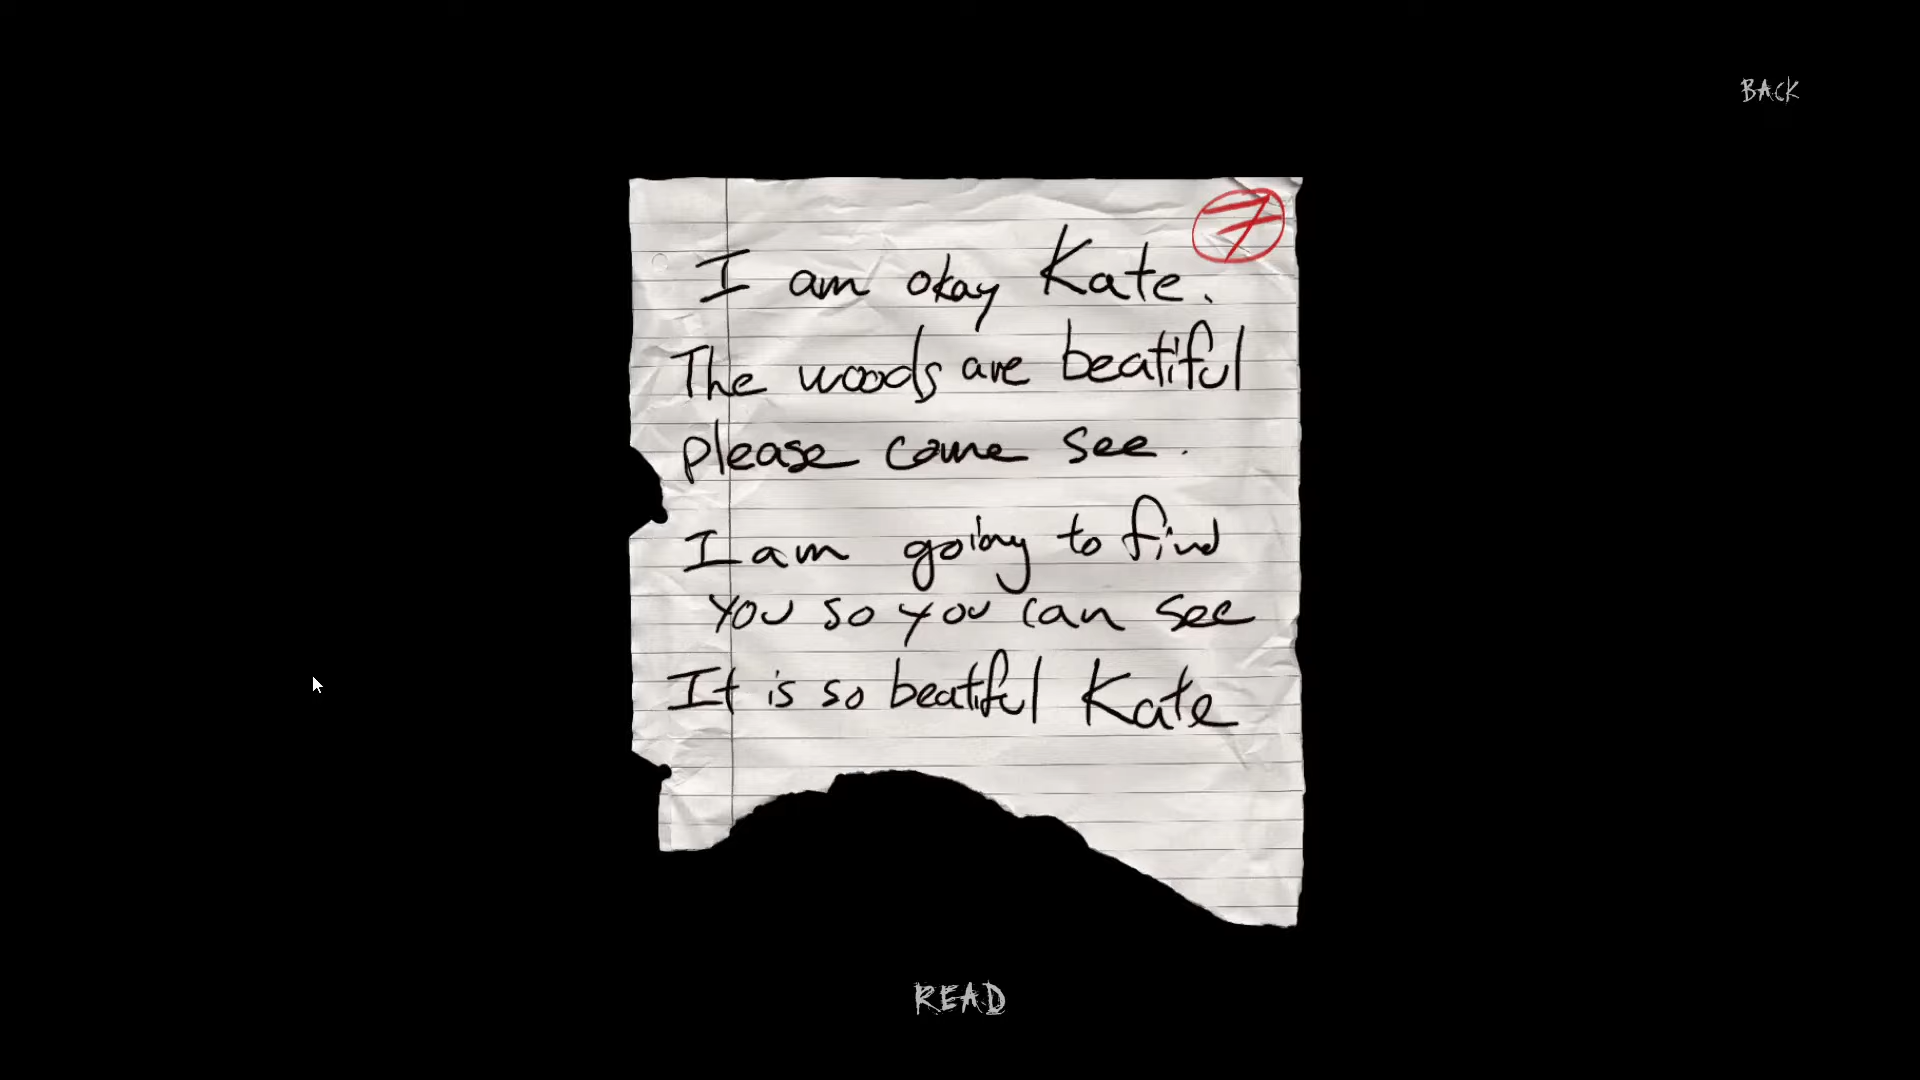 BACK
7
I am okay Kate.
The woods are beatiful
please come see.
I am going to find
you so you can see
It is so beatiful Kate
READ